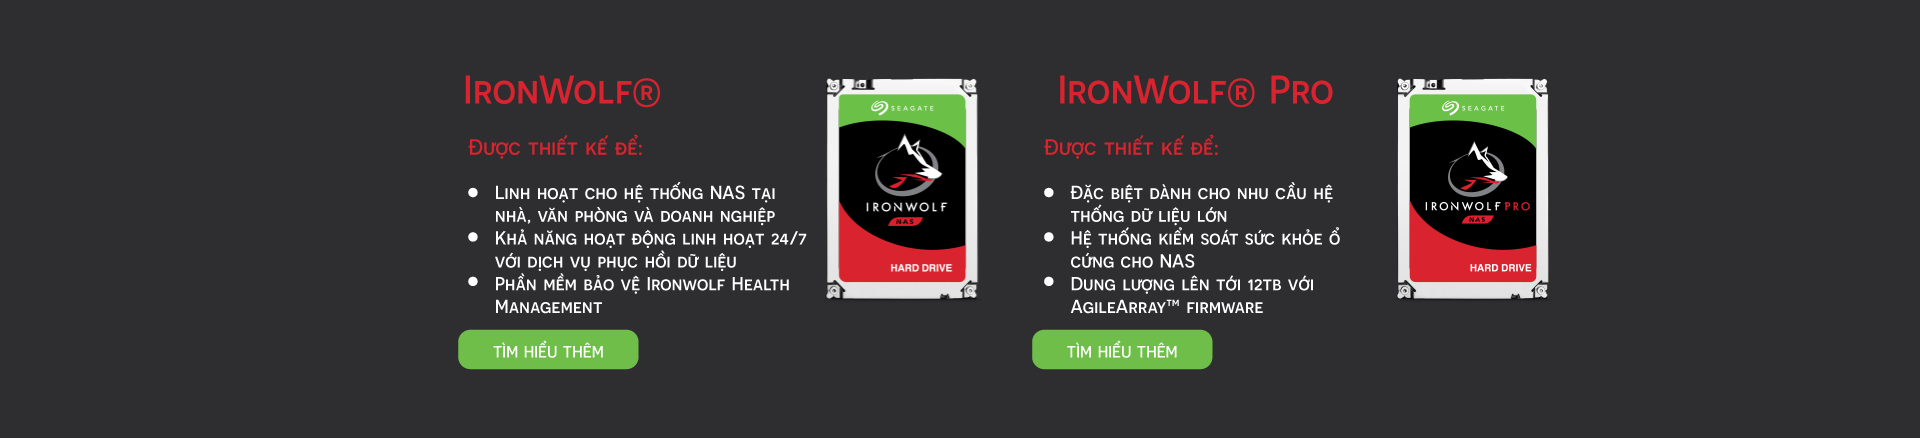 IronWolf®
Được thiết kế để:
Linh hoạt cho hệ thống NAS tại
nhà, văn phòng và doanh nghiệp
Khả năng hoạt động linh hoạt 24/7
với dịch vụ phục hồi dữ liệu
Phần mềm bảo vệ Ironwolf Health
Management
TÌM HIỂU THÊM
SEAGATE
IRONWOLF
NAS
HARD DRIVE
IronWolf® Pro
Được thiết kế để:
Đặc biệt dành cho nhu cầu hệ
thống dữ liệu lớn
Hệ thống kiểm soát sức khỏe ổ
cứng cho NAS
Dung lượng lên tới 12TB với
AgileArray™ firmware
TÌM HIỂU THÊM
SEAGATE
IRONWOLF PRO
NAS
HARD DRIVE